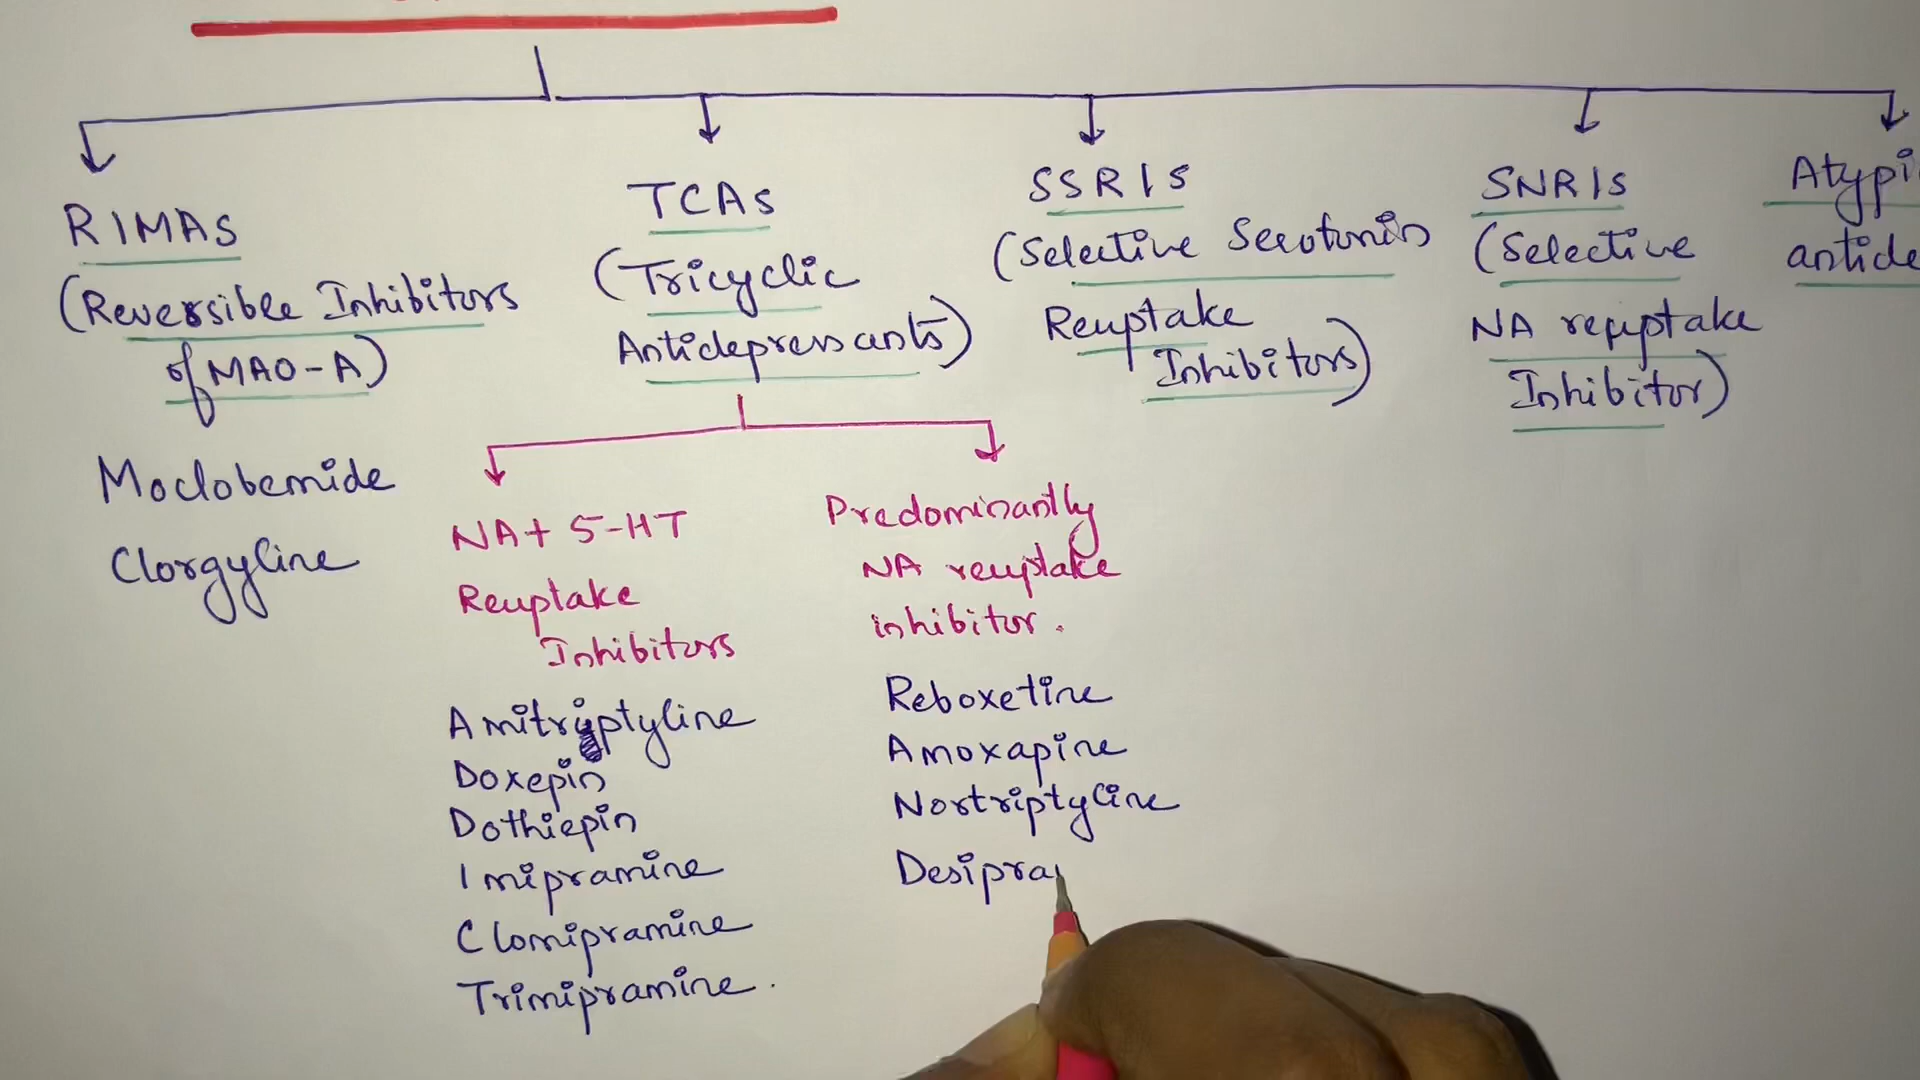 RIMAs
(Reversible Inhibitors
of MAO-A)
Moclobemide
Clorgyline
TCAs
(Tricyclic
Antidepressants)
NA+ 5-HT
Reuptake
Inhibitors
Amitriptyline
Doxepin
Dothiepin
Imipramine
Clomipramine
Trimipramine.
Predominantly
NA reuptake
inhibitor.
Reboxetine
Amoxapine
Nortriptyline
Desipra
SSRIs
(Selective Serotonin
Reuptake
Inhibitors)
SNRIs
(Selective
NA reuptake
Inhibitor)
Atypi
antide